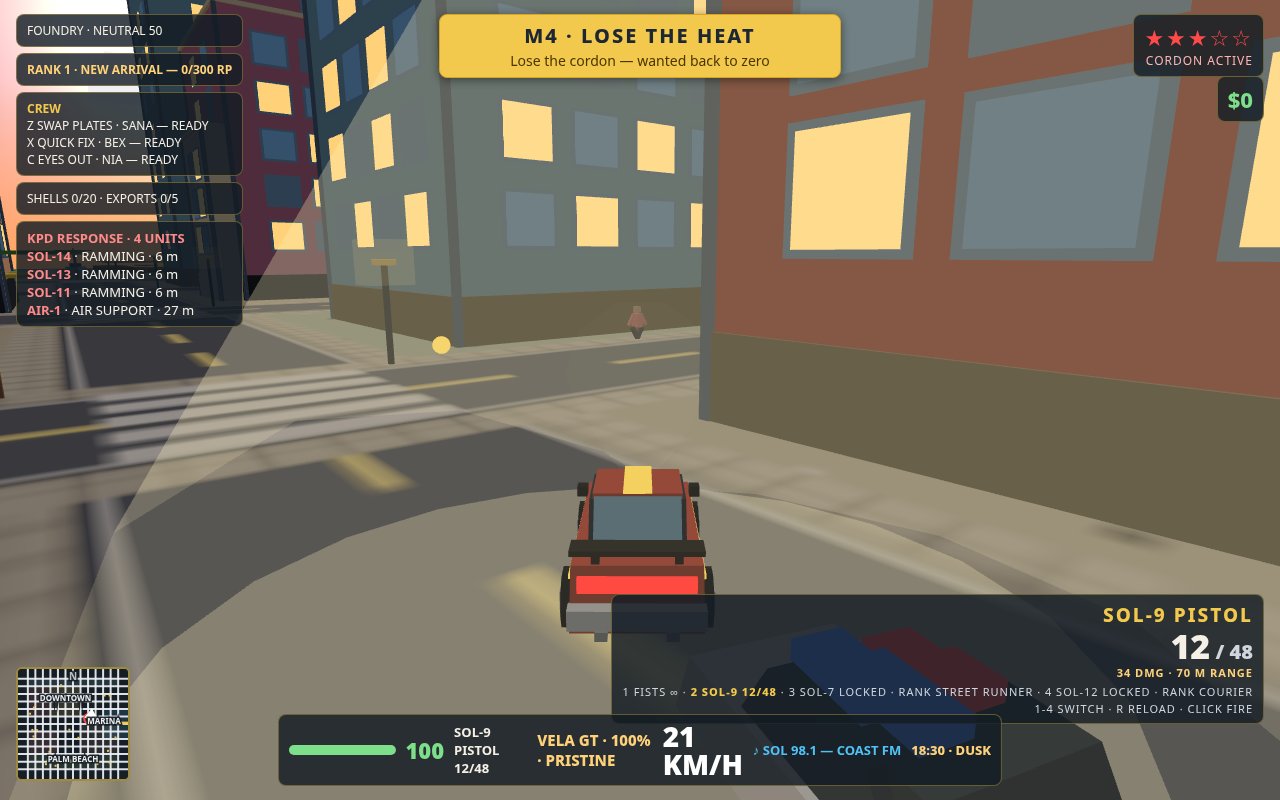 FOUNDRY · NEUTRAL 50
RANK 1 · NEW ARRIVAL — 0/300 RP
CREW
Z SWAP PLATES · SANA — READY
X QUICK FIX · BEX — READY
C EYES OUT · NIA — READY
SHELLS 0/20 · EXPORTS 0/5
KPD RESPONSE · 4 UNITS
SOL-14 · RAMMING · 6 m
SOL-13 · RAMMING · 6 m
SOL-11 · RAMMING · 6 m
AIR-1 · AIR SUPPORT · 27 m
M4 · LOSE THE HEAT
Lose the cordon — wanted back to zero
★★★☆☆
CORDON ACTIVE
$0
SOL-9 PISTOL
12 / 48
34 DMG · 70 M RANGE
1 FISTS ∞ · 2 SOL-9 12/48 · 3 SOL-7 LOCKED · RANK STREET RUNNER · 4 SOL-12 LOCKED · RANK COURIER
1-4 SWITCH · R RELOAD · CLICK FIRE
N
DOWNTOWN
MARINA
PALM BEACH
100
SOL-9
PISTOL
12/48
VELA GT · 100%
· PRISTINE
21
KM/H
♪ SOL 98.1 — COAST FM
18:30 · DUSK